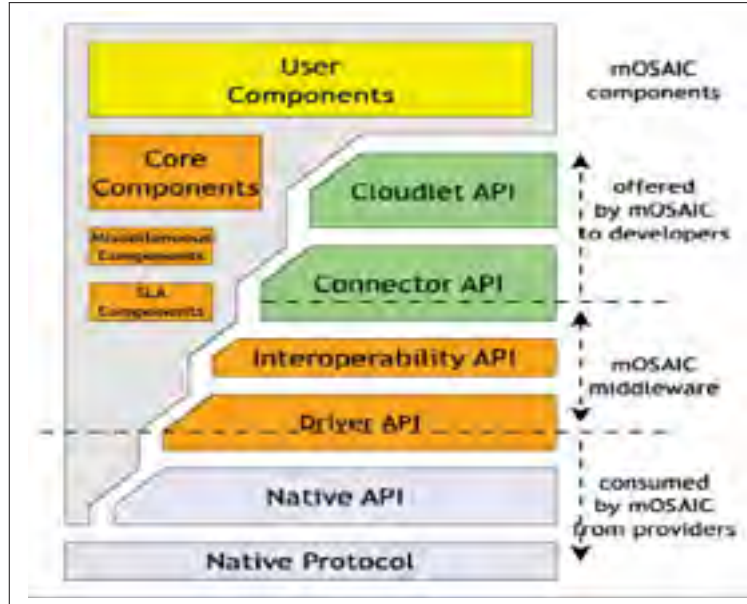 User
Components
mOSAIC
components
Core
Components
Cloudlet API
offered
by mOSAIC
to developers
Miscellaneous
Components
Connector API
SLA
Components
Interoperability API
mOSAIC
middleware
Driver API
Native API
consumed
by mOSAIC
from providers
Native Protocol